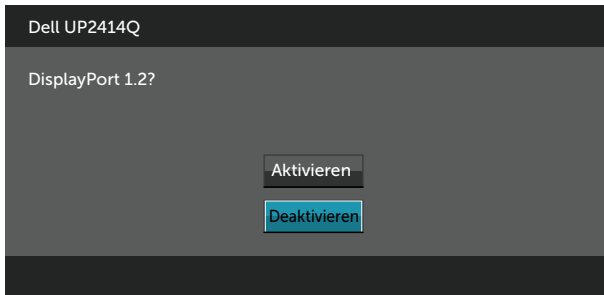 Dell UP2414Q
DisplayPort 1.2?
Aktivieren
Deaktivieren